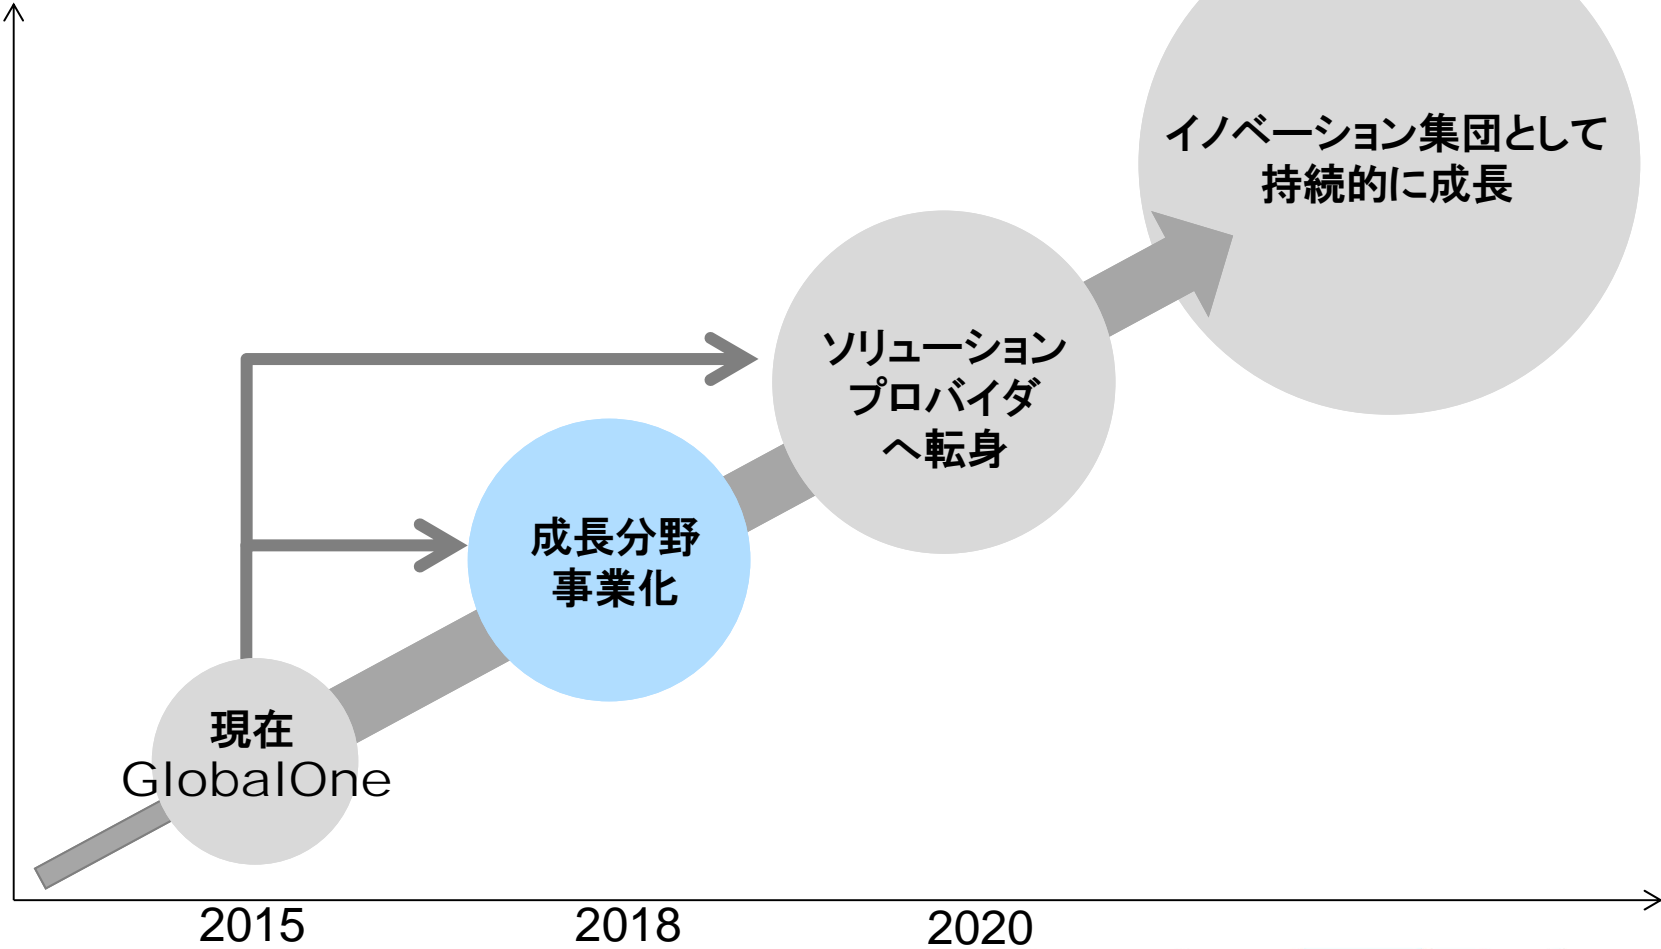 イノベーション集団として
持続的に成長
ソリューション
プロバイダ
へ転身
成長分野
事業化
現在
GlobalOne
2015
2018
2020